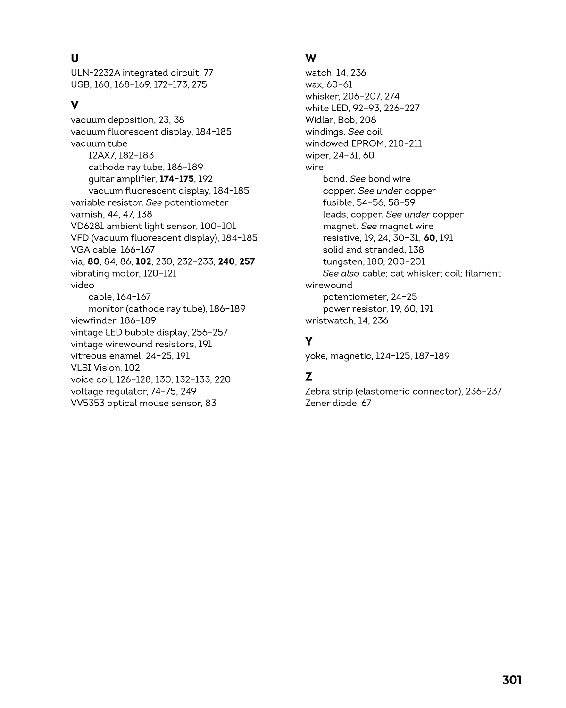 U
ULN-2232A integrated circuit, 77
USB, 160, 168–169, 172–173, 275
V
vacuum deposition, 23, 38
vacuum fluorescent display, 184–185
vacuum tube
12AX7, 182–183
cathode ray tube, 186–189
guitar amplifier, 174–175, 192
vacuum fluorescent display, 184–185
variable resistor. See potentiometer
varnish, 44, 47, 138
VD6281 ambient light sensor, 100–101
VFD (vacuum fluorescent display), 184–185
VGA cable, 166–167
via, 80, 84, 86, 102, 230, 232–233, 240, 257
vibrating motor, 120–121
video
cable, 164–167
monitor (cathode ray tube), 186–189
viewfinder, 186–189
vintage LED bubble display, 256–257
vintage wirewound resistors, 191
vitreous enamel, 24–25, 191
VLSI Vision, 102
voice coil, 126–128, 130, 132–133, 220
voltage regulator, 74–75, 249
VV5353 optical mouse sensor, 83
W
watch, 14, 236
wax, 60–61
whisker, 206–207, 274
white LED, 92–93, 226–227
Widlar, Bob, 208
windings. See coil
windowed EPROM, 210–211
wiper, 24–31, 60
wire
bond. See bond wire
copper. See under copper
fusible, 54–56, 58–59
leads, copper. See under copper
magnet. See magnet wire
resistive, 19, 24, 30–31, 60, 191
solid and stranded, 138
tungsten, 180, 200–201
See also cable; cat whisker; coil; filament
wirewound
potentiometer, 24–25
power resistor, 19, 60, 191
wristwatch, 14, 236
Y
yoke, magnetic, 124–125, 187–189
Z
Zebra strip (elastomeric connector), 236–237
Zener diode, 67
301